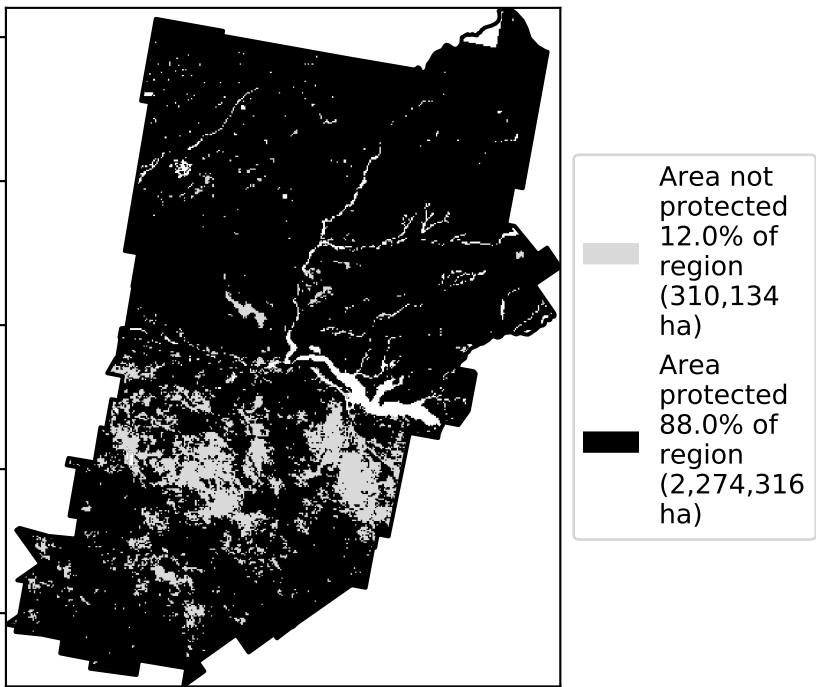 Area not
protected
12.0% of
region
(310,134
ha)
Area
protected
88.0% of
region
(2,274,316
ha)